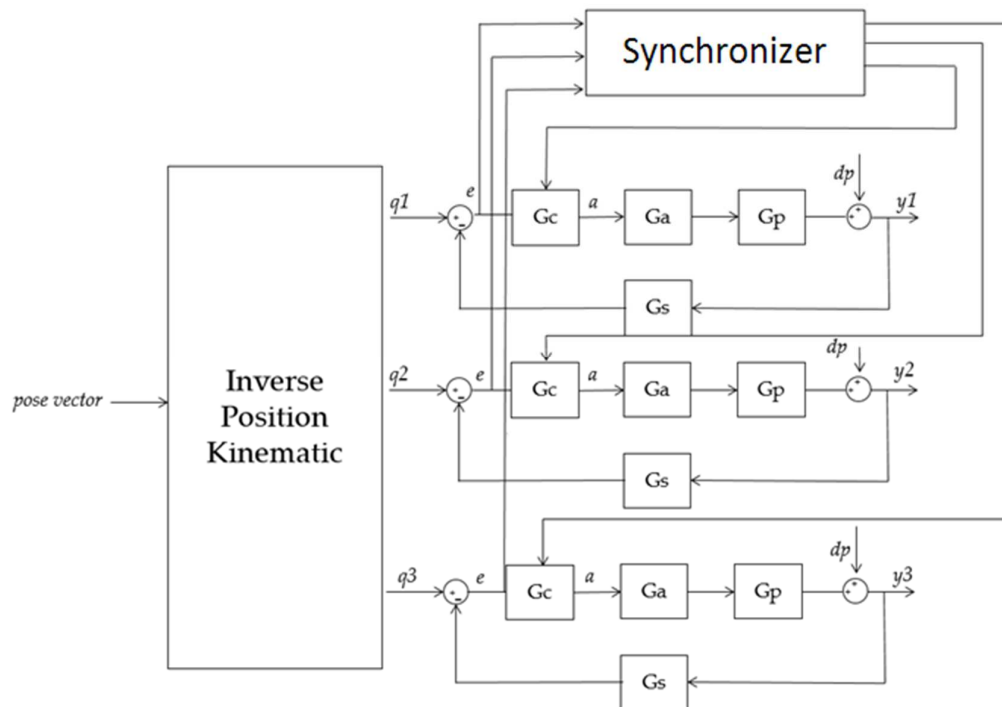 Synchronizer
dp
q1
e
Gc
a
Ga
Gp
+
-
+
+
y1
Gs
dp
q2
e
Gc
a
Ga
Gp
+
-
+
+
y2
pose vector
Inverse
Position
Kinematic
Gs
dp
q3
e
Gc
a
Ga
Gp
+
-
+
+
y3
Gs